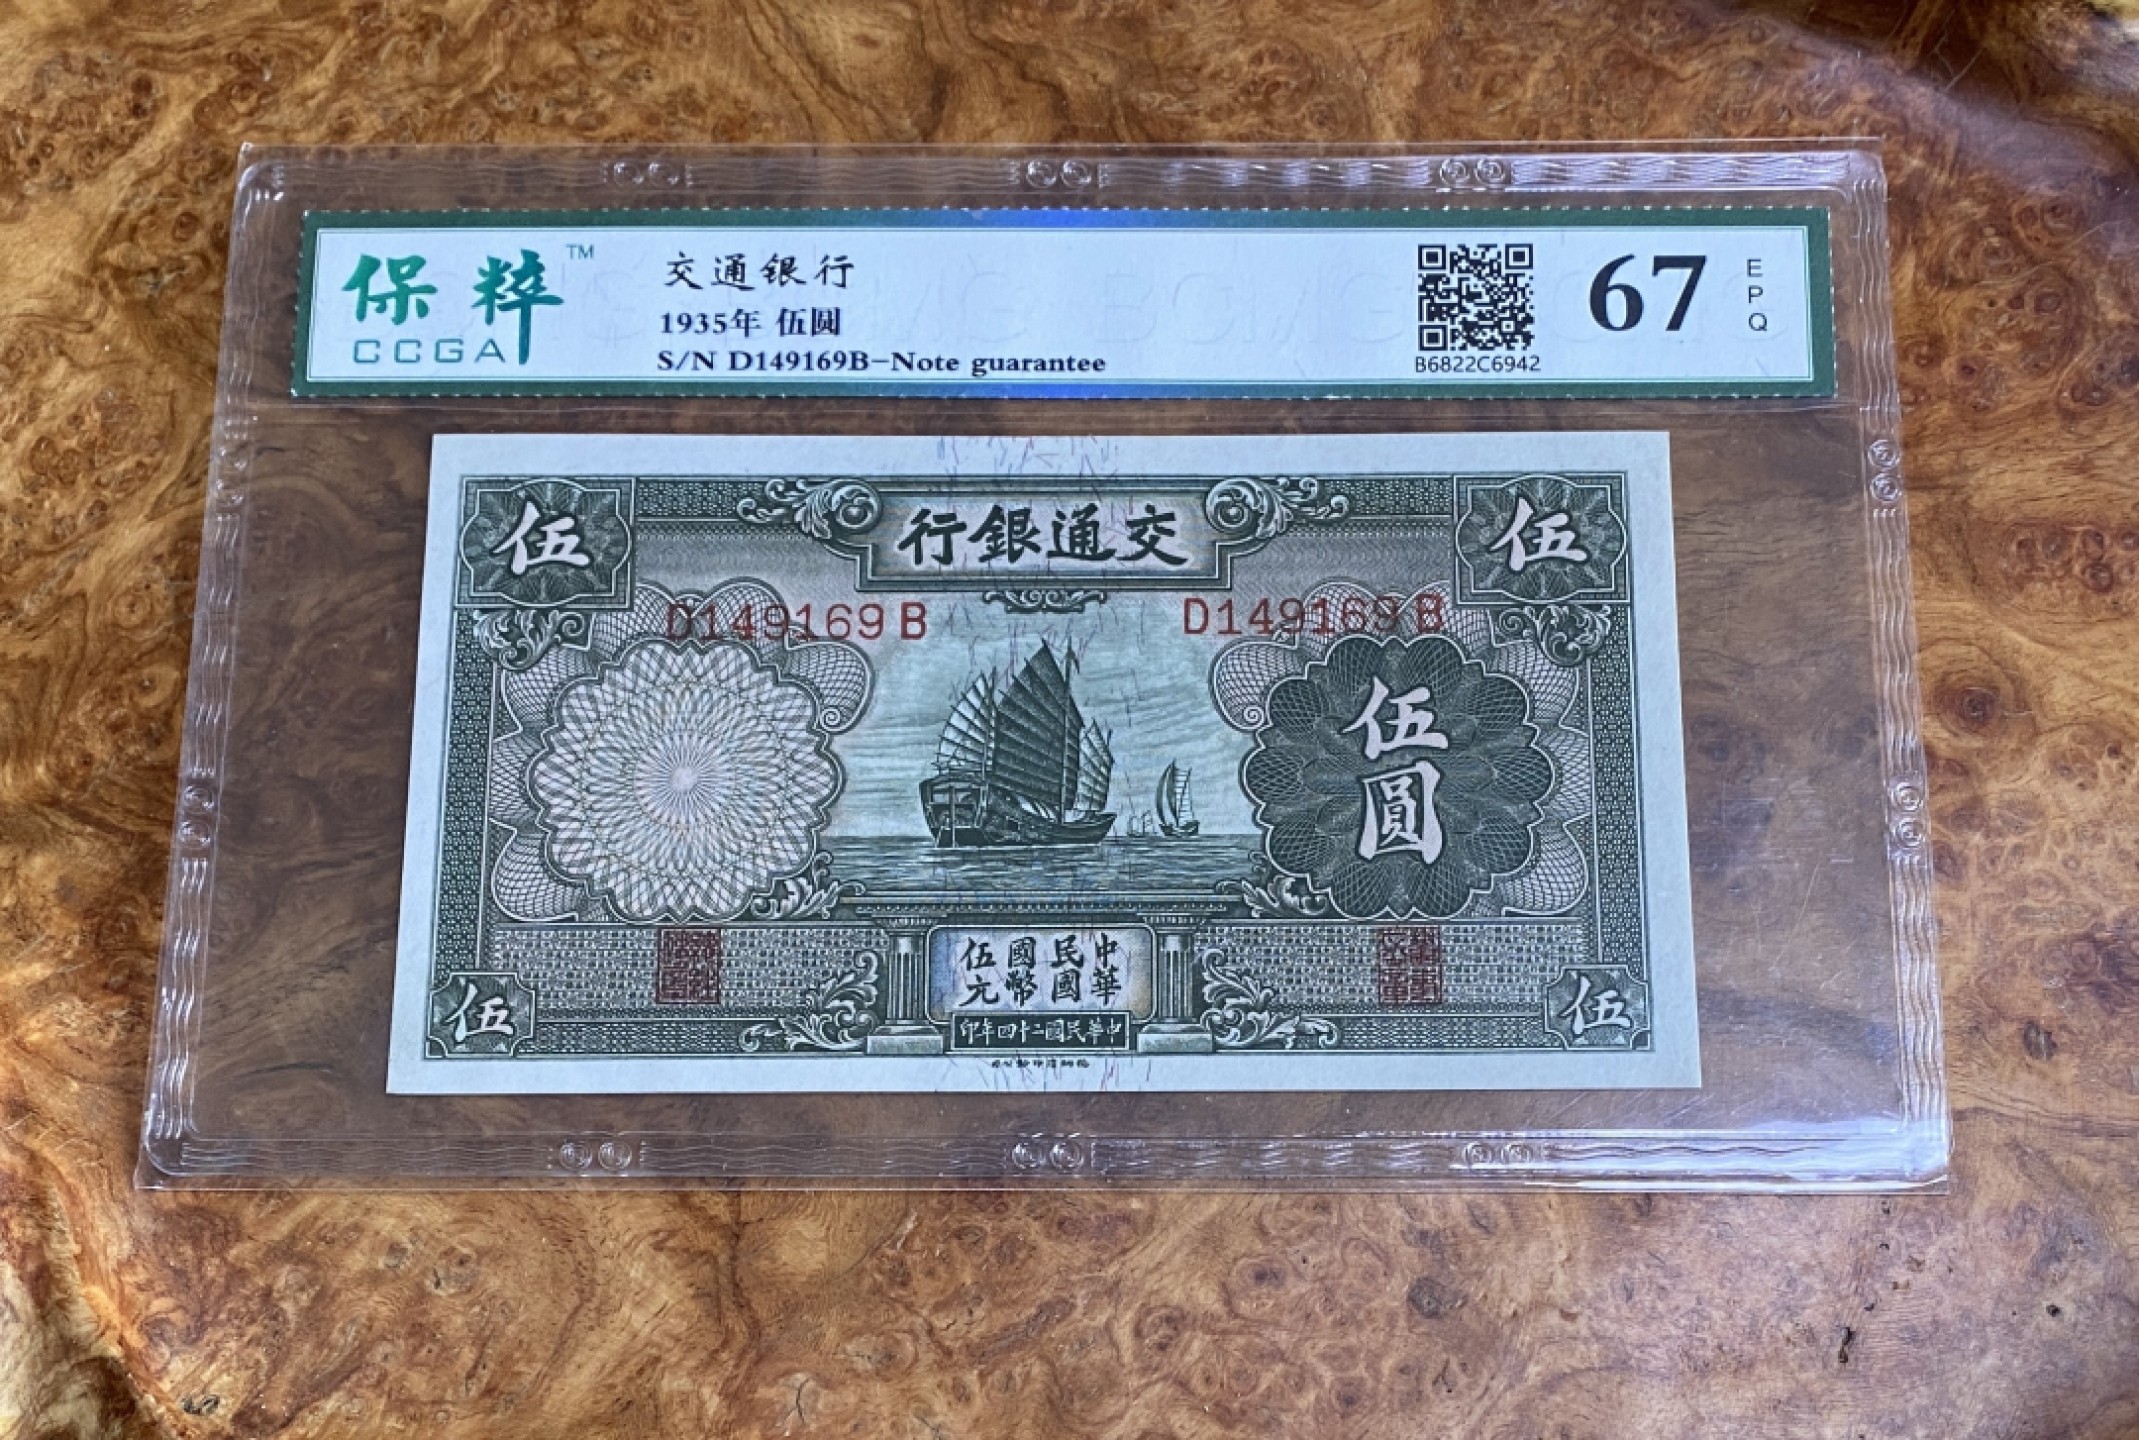 保粹™
CCGA
交通银行
1935年 伍圆
S/N D149169B-Note guarantee
B6822C6942
67
EPQ
伍
行銀通交
伍
D149169B
D149169B
伍圓
中華民國國幣伍元
印年四十二國民華中
伍
伍